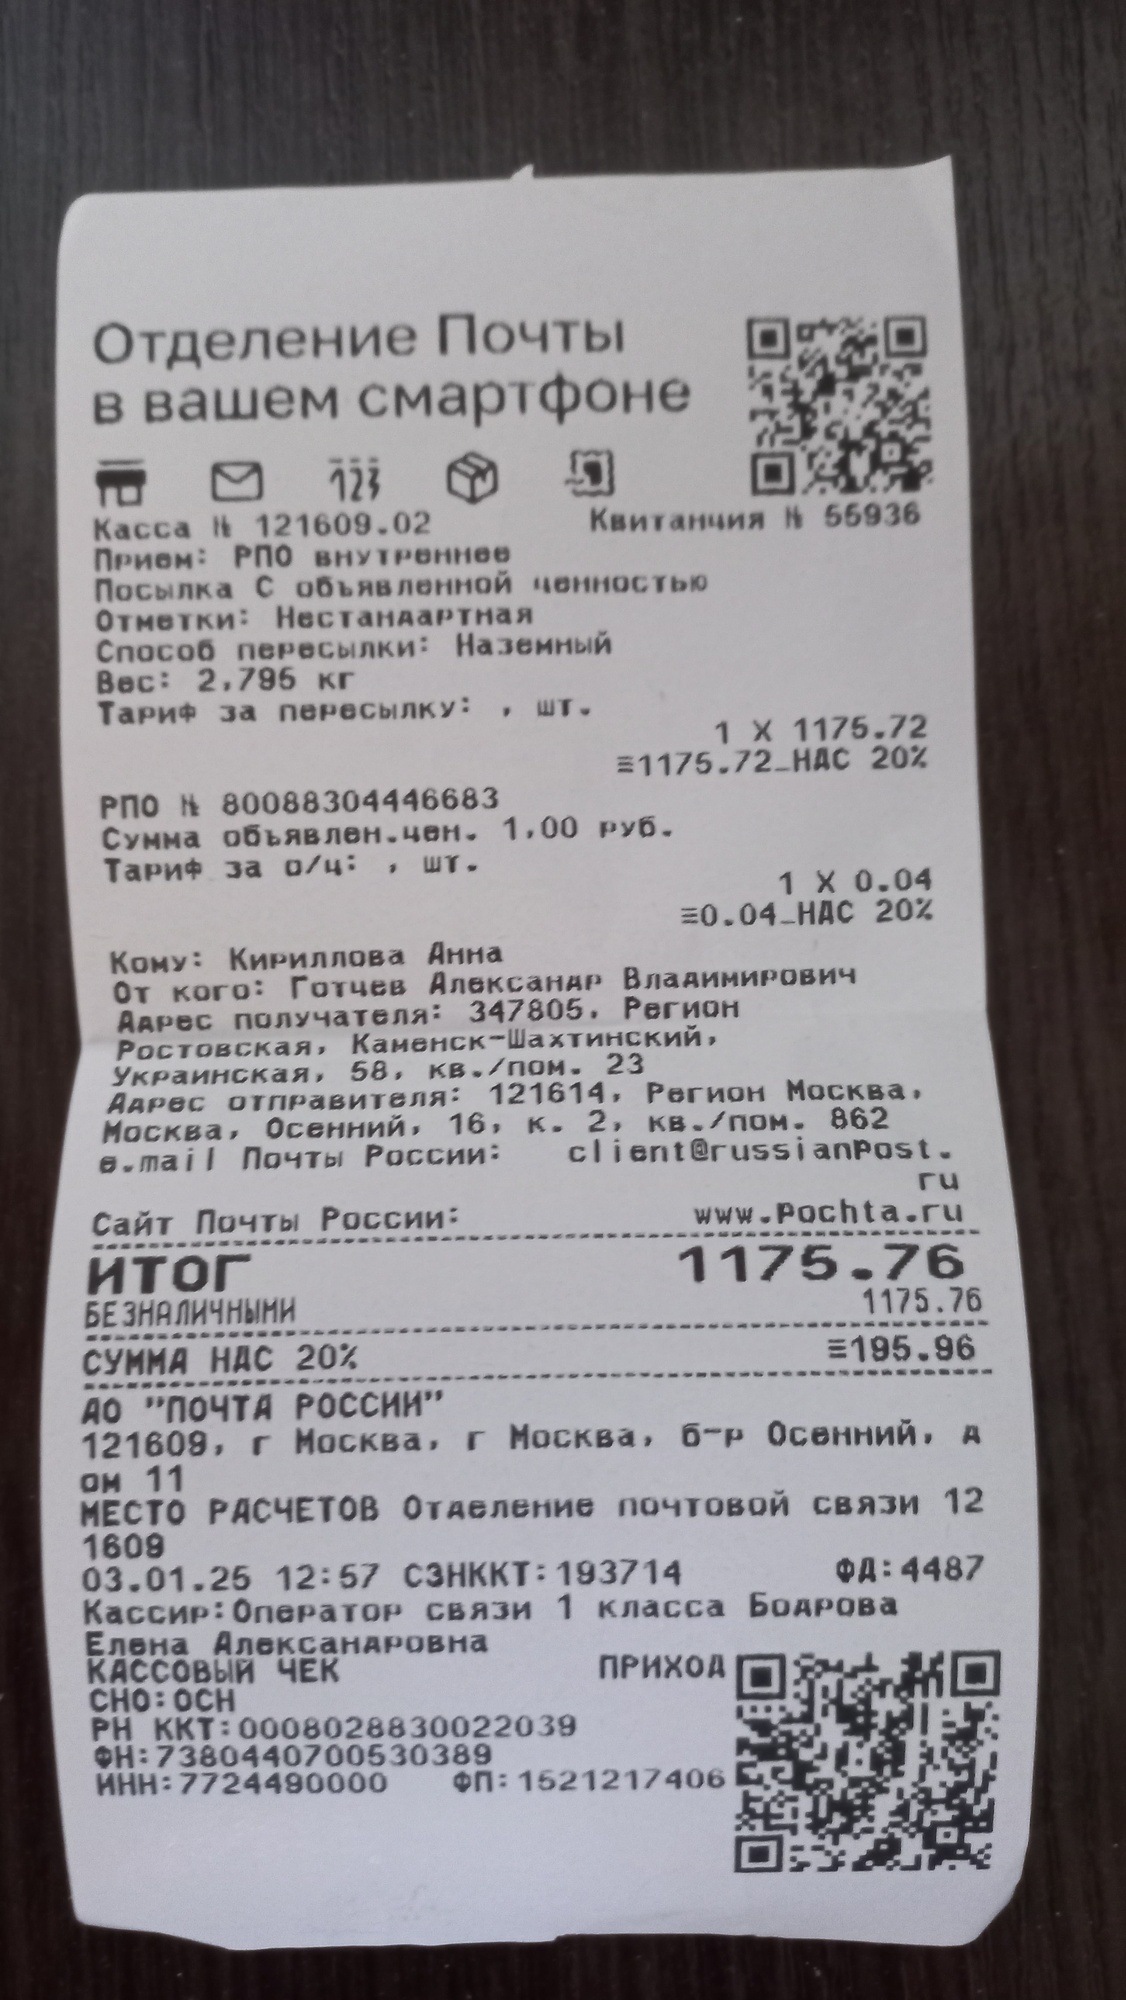 Отделение Почты
в вашем смартфоне
123
Касса № 121609.02 Квитанция № 55936
Прием: РПО внутреннее
Посылка С объявленной ценностью
Отметки: Нестандартная
Способ пересылки: Наземный
Вес: 2,795 кг
Тариф за пересылку: , шт.
1 X 1175.72
≡1175.72_НДС 20%
РПО № 80088304446683
Сумма объявлен.цен. 1,00 руб.
Тариф за о/ч: , шт.
1 X 0.04
≡0.04_НДС 20%
Кому: Кириллова Анна
От кого: Готчев Александр Владимирович
Адрес получателя: 347805, Регион
Ростовская, Каменск-Шахтинский,
Украинская, 58, кв./пом. 23
Адрес отправителя: 121614, Регион Москва,
Москва, Осенний, 16, к. 2, кв./пом. 862
e.mail Почты России: client@russianpost.
ru
Сайт Почты России: www.pochta.ru
ИТОГ 1175.76
БЕЗНАЛИЧНЫМИ 1175.76
СУММА НДС 20% ≡195.96
АО "ПОЧТА РОССИИ"
121609, г Москва, г Москва, б-р Осенний, д
ом 11
МЕСТО РАСЧЕТОВ Отделение почтовой связи 12
1609
03.01.25 12:57 СЗНККТ:193714 ФД:4487
Кассир:Оператор связи 1 класса Бодрова
Елена Александровна
КАССОВЫЙ ЧЕК ПРИХОД
СНО:ОСН
РН ККТ:0008028830022039
ФН:7380440700530389
ИНН:7724490000 ФП:1521217406